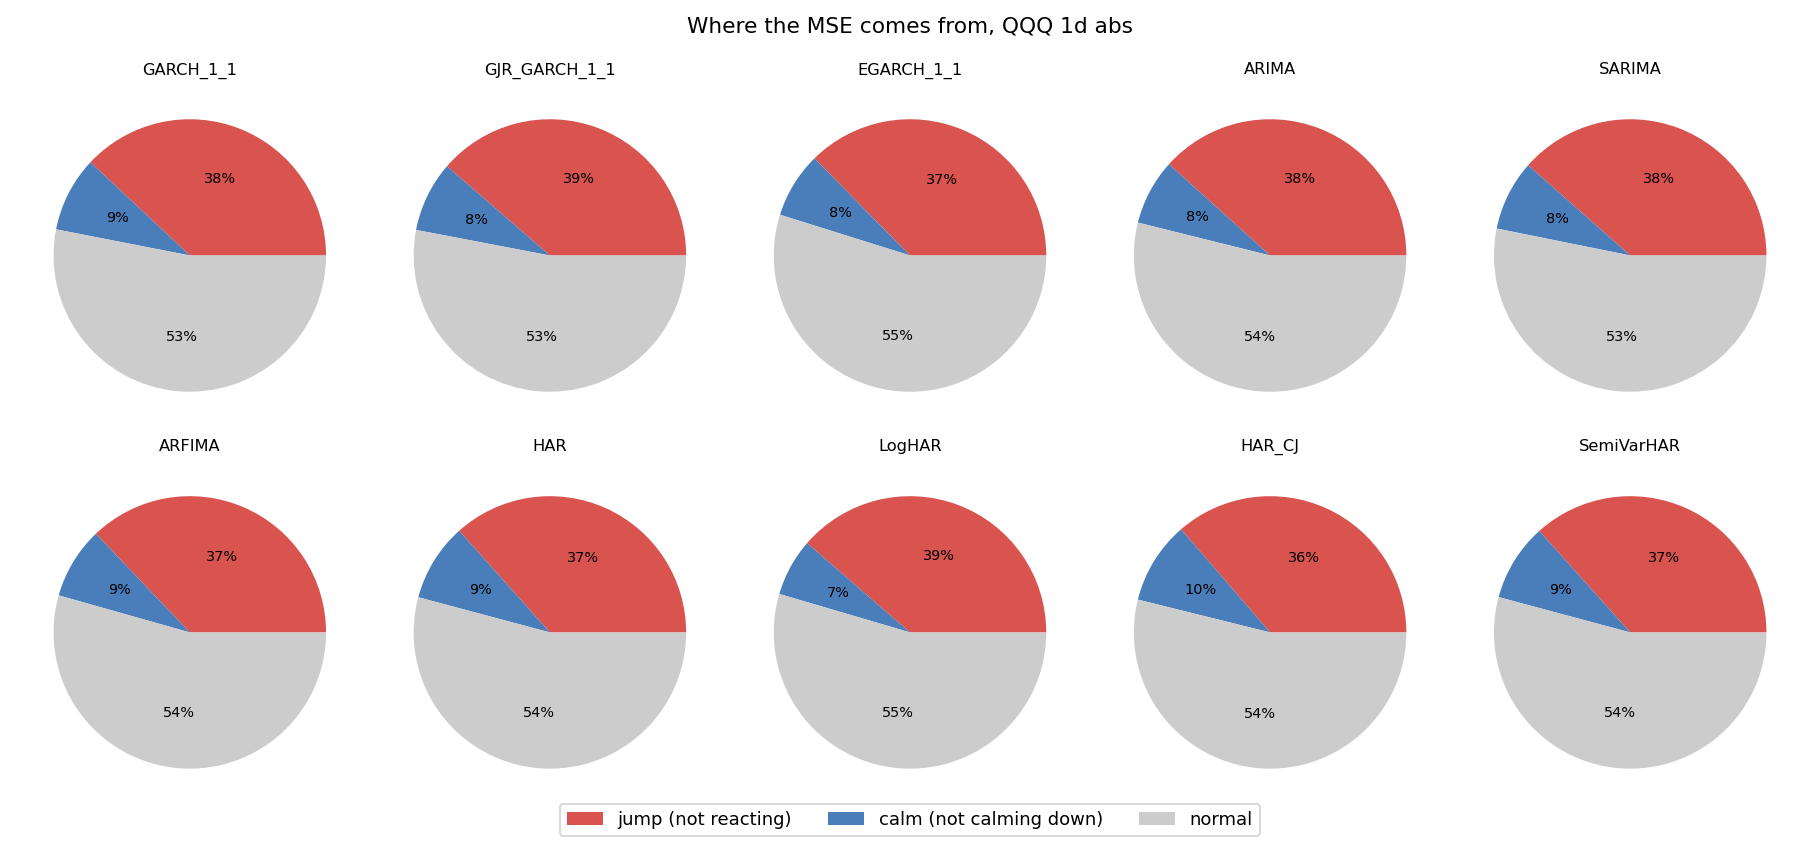 Where the MSE comes from, QQQ 1d abs
GARCH_1_1
GJR_GARCH_1_1
EGARCH_1_1
ARIMA
SARIMA
38%
9%
53%
39%
8%
53%
37%
8%
55%
38%
8%
54%
38%
8%
53%
ARFIMA
HAR
LogHAR
HAR_CJ
SemiVarHAR
37%
9%
54%
37%
9%
54%
39%
7%
55%
36%
10%
54%
37%
9%
54%
jump (not reacting)
calm (not calming down)
normal